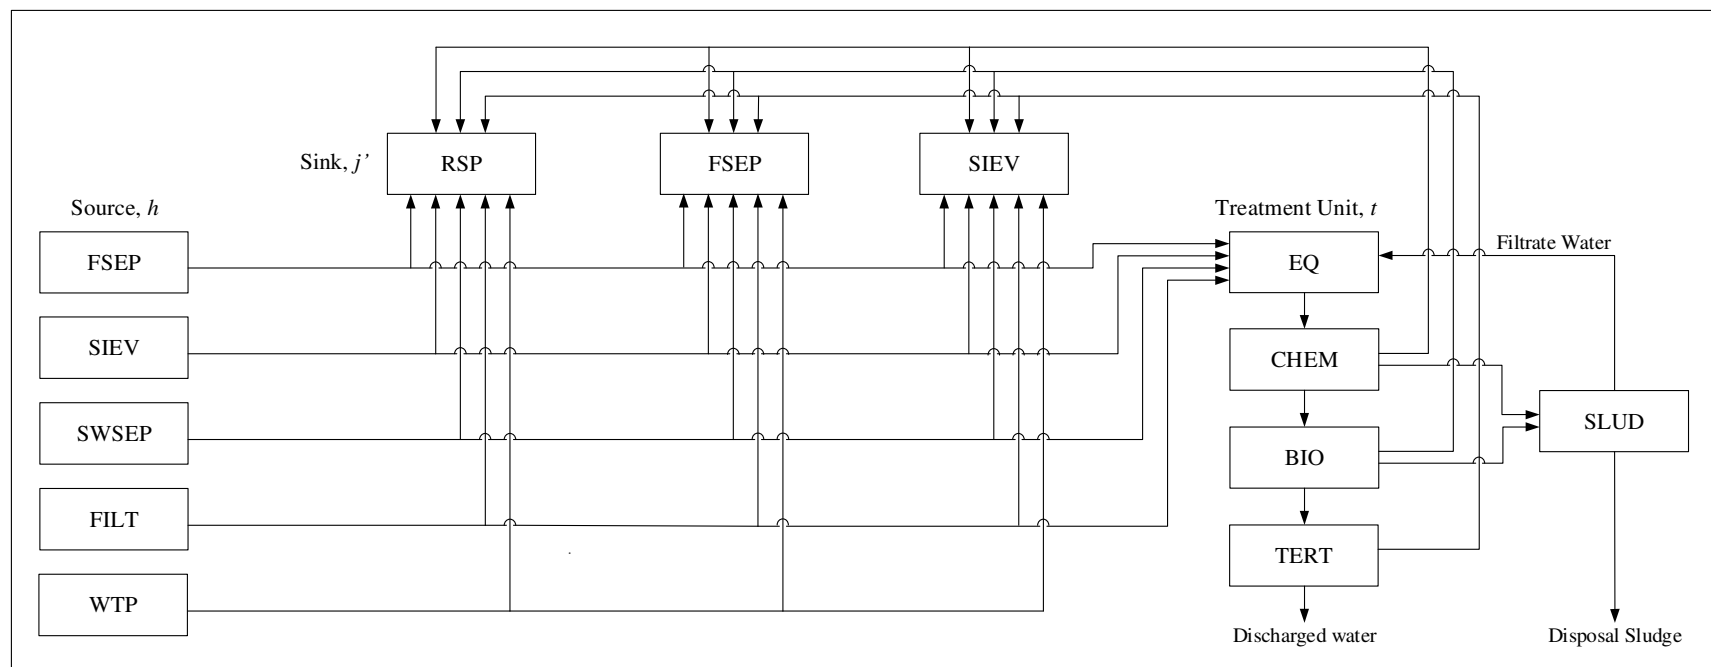 Sink, j’
RSP
FSEP
SIEV
Source, h
Treatment Unit, t
FSEP
EQ
Filtrate Water
SIEV
CHEM
SWSEP
BIO
SLUD
FILT
TERT
WTP
Discharged water
Disposal Sludge